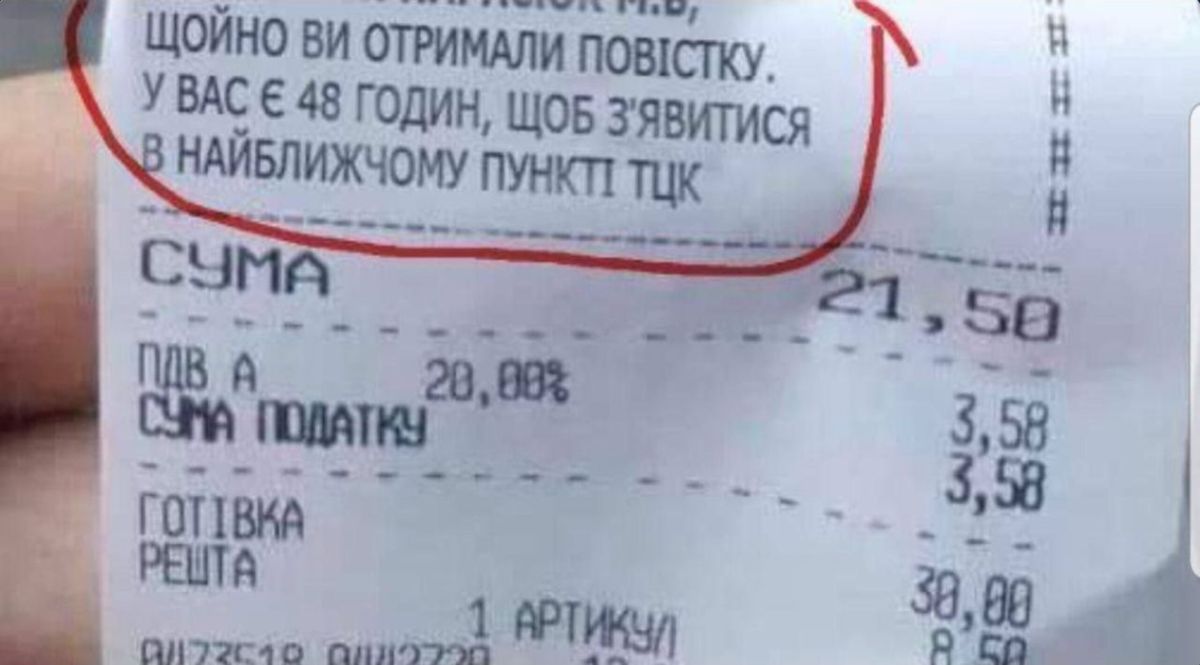 ЩОЙНО ВИ ОТРИМАЛИ ПОВІСТКУ. #
У ВАС Є 48 ГОДИН, ЩОБ З'ЯВИТИСЯ #
В НАЙБЛИЖЧОМУ ПУНКТІ ТЦК #
#
СУМА 21,50
ПДВ А 20,00% 3,58
СУМА ПОДАТКУ 3,58
ГОТІВКА 30,00
РЕШТА 8,50
1 АРТИКУЛ